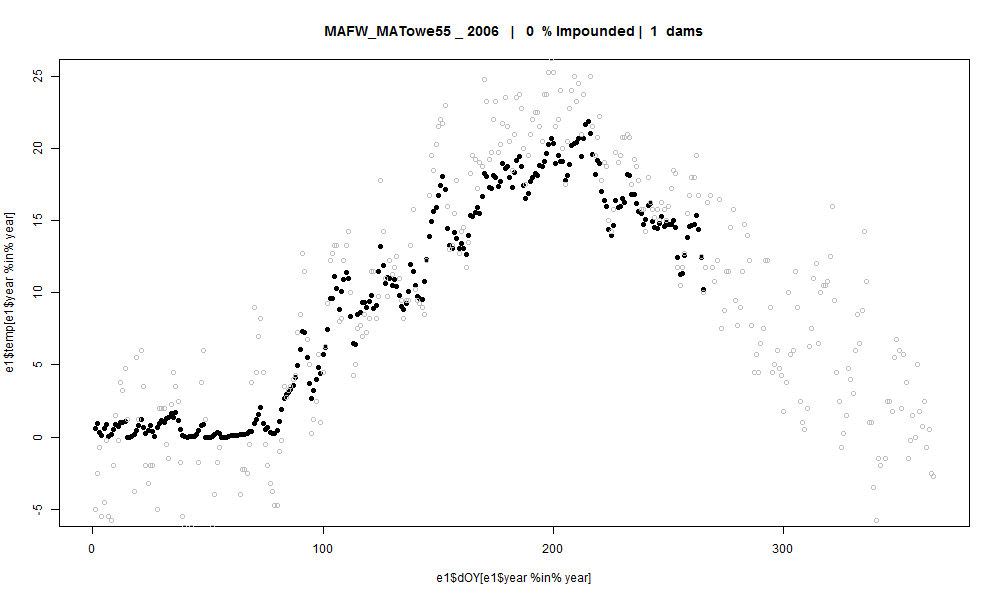 MAFW_MATowe55 _ 2006 | 0 % Impounded | 1 dams
e1$temp[e1$year %in% year]
25
20
15
10
5
0
-5
0 100 200 300
e1$dOY[e1$year %in% year]